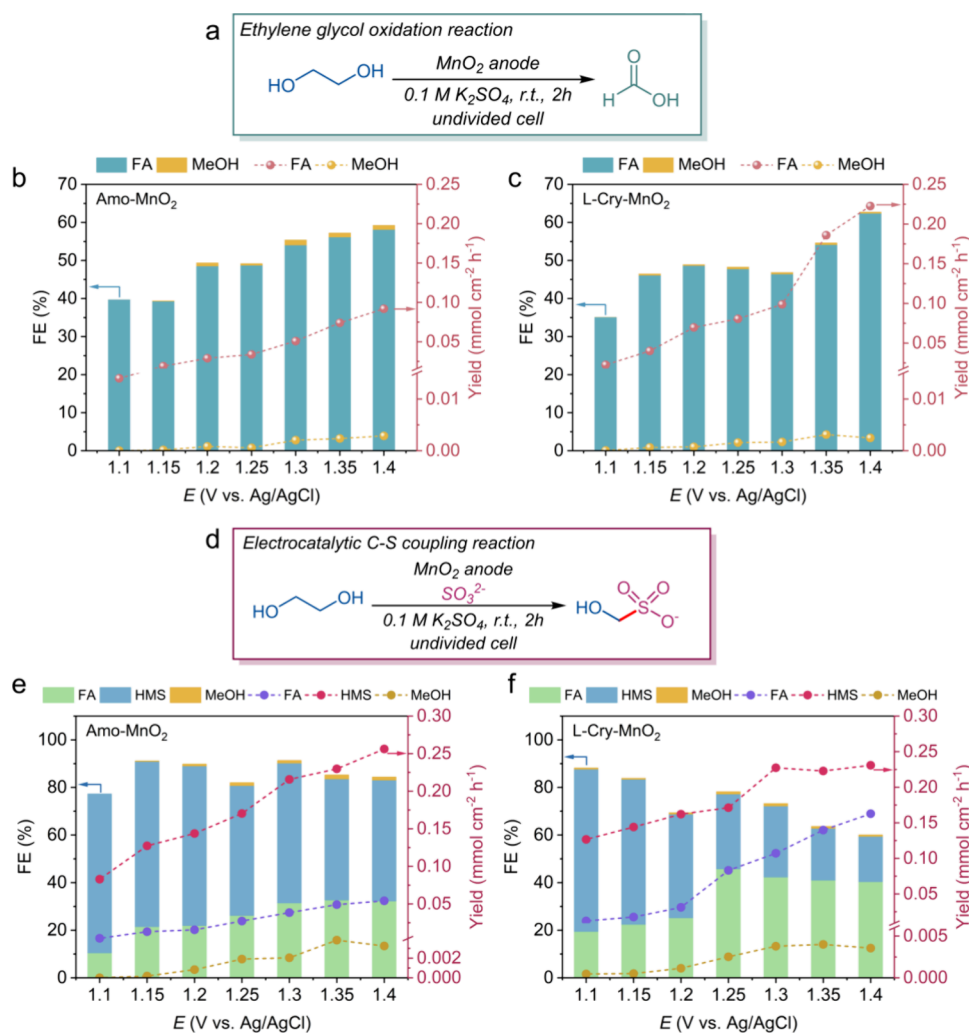 a
Ethylene glycol oxidation reaction
HO
OH
MnO₂ anode
0.1 M K₂SO₄, r.t., 2h
undivided cell
O
H
OH
b
FA
MeOH
FA
MeOH
Amo-MnO₂
FE (%)
70
60
50
40
30
20
10
0
0.25
0.20
0.15
0.10
0.05
0.01
0.00
Yield (mmol cm⁻² h⁻¹)
1.1 1.15 1.2 1.25 1.3 1.35 1.4
E (V vs. Ag/AgCl)
c
FA
MeOH
FA
MeOH
L-Cry-MnO₂
FE (%)
70
60
50
40
30
20
10
0
0.25
0.20
0.15
0.10
0.05
0.01
0.00
Yield (mmol cm⁻² h⁻¹)
1.1 1.15 1.2 1.25 1.3 1.35 1.4
E (V vs. Ag/AgCl)
d
Electrocatalytic C-S coupling reaction
HO
OH
MnO₂ anode
SO₃²⁻
0.1 M K₂SO₄, r.t., 2h
undivided cell
HO
S
O
O
O⁻
e
FA
HMS
MeOH
FA
HMS
MeOH
Amo-MnO₂
FE (%)
100
80
60
40
20
0
0.30
0.25
0.20
0.15
0.10
0.05
0.002
0.000
Yield (mmol cm⁻² h⁻¹)
1.1 1.15 1.2 1.25 1.3 1.35 1.4
E (V vs. Ag/AgCl)
f
FA
HMS
MeOH
FA
HMS
MeOH
L-Cry-MnO₂
FE (%)
100
80
60
40
20
0
0.30
0.25
0.20
0.15
0.10
0.05
0.005
0.000
Yield (mmol cm⁻² h⁻¹)
1.1 1.15 1.2 1.25 1.3 1.35 1.4
E (V vs. Ag/AgCl)